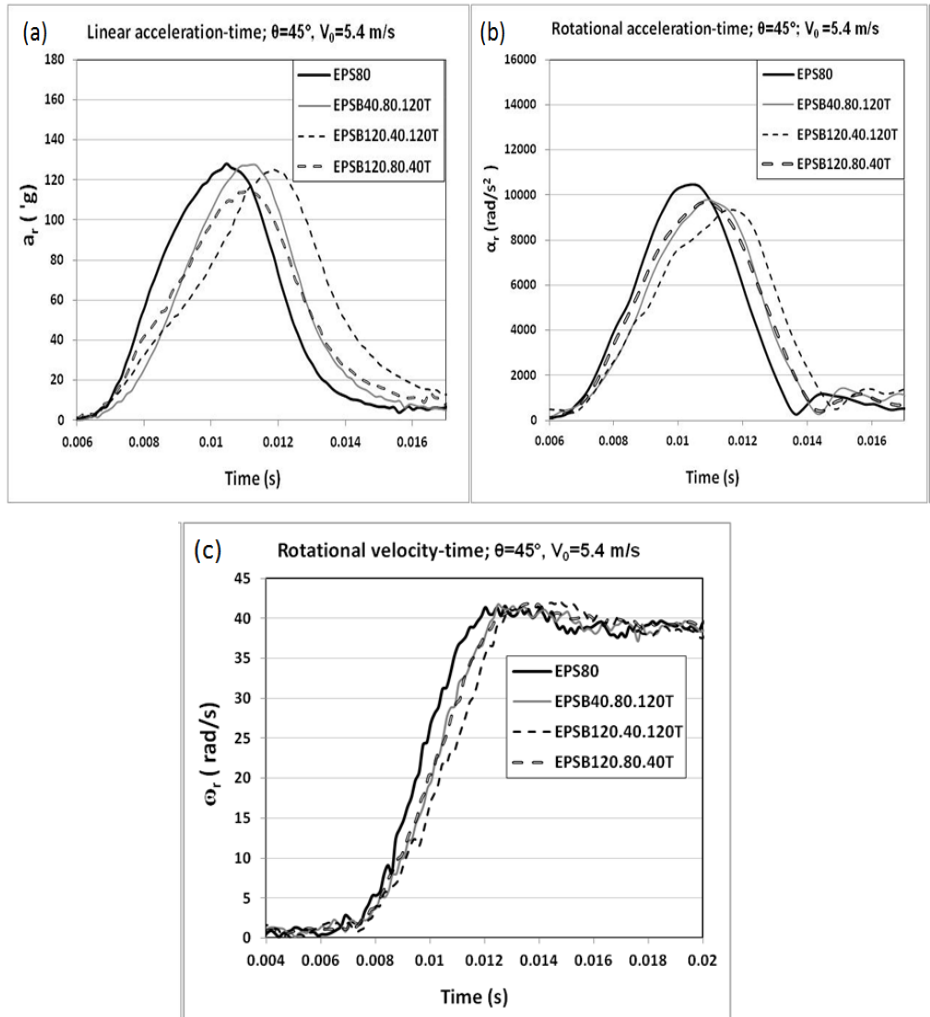 (a)
Linear acceleration-time; θ=45°, V₀=5.4 m/s
180
160
140
120
100
80
60
40
20
0
aᵣ ( 'g)
EPS80
EPSB40.80.120T
EPSB120.40.120T
EPSB120.80.40T
0.006 0.008 0.01 0.012 0.014 0.016
Time (s)
(b)
Rotational acceleration-time; θ=45°; V₀ =5.4 m/s
16000
14000
12000
10000
8000
6000
4000
2000
0
αᵣ (rad/s²)
EPS80
EPSB40.80.120T
EPSB120.40.120T
EPSB120.80.40T
0.006 0.008 0.01 0.012 0.014 0.016
Time (s)
(c)
Rotational velocity-time; θ=45°, V₀=5.4 m/s
45
40
35
30
25
20
15
10
5
0
ωᵣ ( rad/s)
EPS80
EPSB40.80.120T
EPSB120.40.120T
EPSB120.80.40T
0.004 0.006 0.008 0.01 0.012 0.014 0.016 0.018 0.02
Time (s)